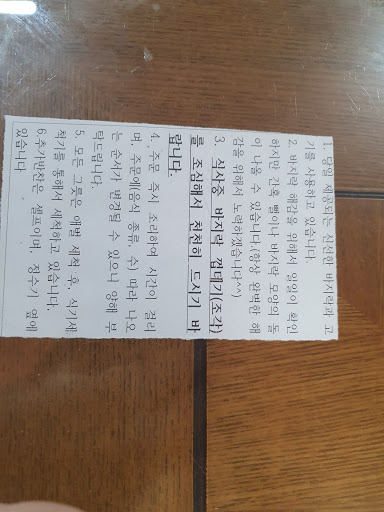 1. 당일 제공되는 신선한 바지락과 고
기를 사용하고 있습니다.
2. 바지락 해감을 위해서 일일이 확인
하지만 간혹 뻘이나 바지락 모양의 돌
이 나올 수 있습니다.(항상 완벽한 해
감을 위해서 노력하겠습니다^^)
3. 식사중 바지락 껍데기(조각)
를 조심해서 천천히 드시기 바
랍니다.
4. 주문 즉시 조리하여 시간이 걸리
며, 주문에(음식 종류, 수) 따라 나오
는 순서가 변경될 수 있으니 양해 부
탁드립니다.
5. 모든 그릇은 애벌 세척 후, 식기세
척기를 통해서 세척하고 있습니다.
6.추가반찬은 셀프이며, 정수기 옆에
있습니다